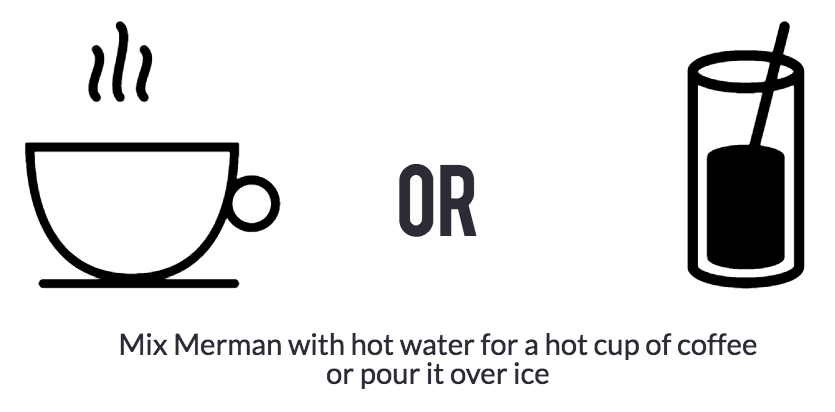 OR
Mix Merman with hot water for a hot cup of coffee
or pour it over ice